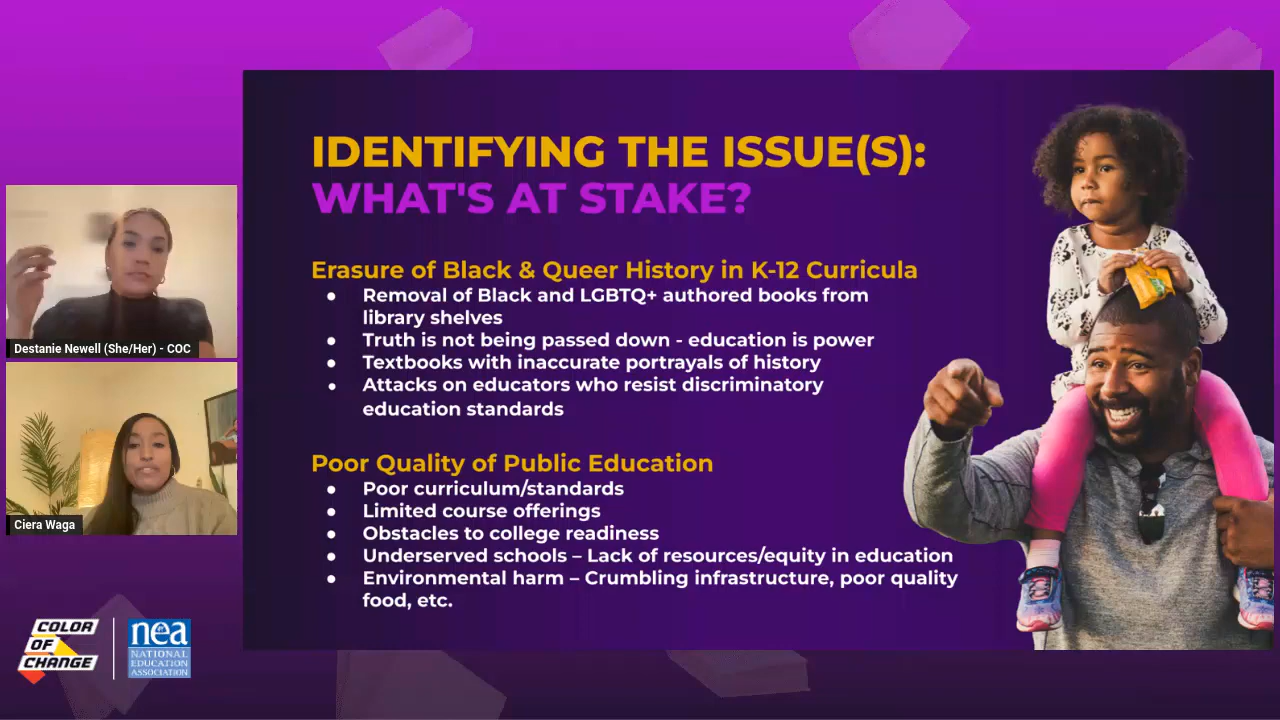 IDENTIFYING THE ISSUE(S):
WHAT'S AT STAKE?
Erasure of Black & Queer History in K-12 Curricula
● Removal of Black and LGBTQ+ authored books from
library shelves
● Truth is not being passed down - education is power
● Textbooks with inaccurate portrayals of history
● Attacks on educators who resist discriminatory
education standards
Poor Quality of Public Education
● Poor curriculum/standards
● Limited course offerings
● Obstacles to college readiness
● Underserved schools – Lack of resources/equity in education
● Environmental harm – Crumbling infrastructure, poor quality
food, etc.
Destanie Newell (She/Her) - COC
Ciera Waga
COLOR
OF
CHANGE
nea
NATIONAL
EDUCATION
ASSOCIATION